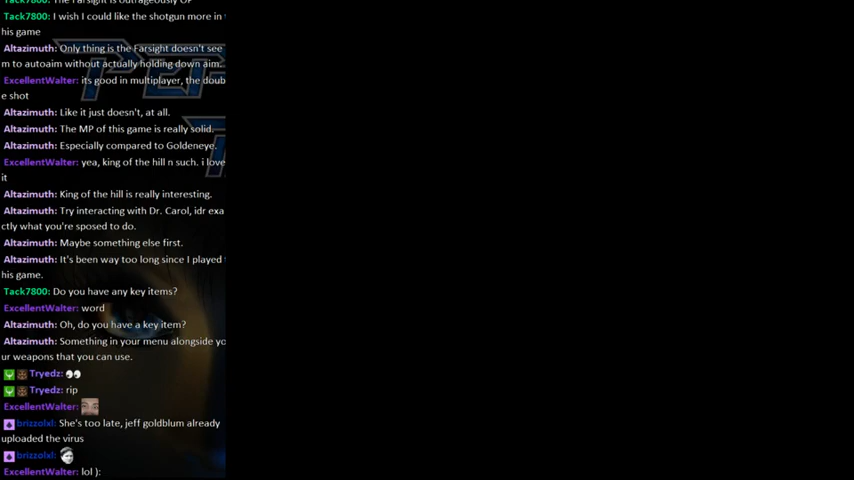 Tack7800: The Farsight is outrageously OP
Tack7800: I wish I could like the shotgun more in t
his game
Altazimuth: Only thing is the Farsight doesn't see
m to autoaim without actually holding down aim.
ExcellentWalter: its good in multiplayer, the doub
e shot
Altazimuth: Like it just doesn't, at all.
Altazimuth: The MP of this game is really solid.
Altazimuth: Especially compared to Goldeneye.
ExcellentWalter: yea, king of the hill n such. i love
it
Altazimuth: King of the hill is really interesting.
Altazimuth: Try interacting with Dr. Carol, idr exa
ctly what you're sposed to do.
Altazimuth: Maybe something else first.
Altazimuth: It's been way too long since I played t
his game.
Tack7800: Do you have any key items?
ExcellentWalter: word
Altazimuth: Oh, do you have a key item?
Altazimuth: Something in your menu alongside yo
ur weapons that you can use.
Tryedz:
Tryedz: rip
ExcellentWalter:
brizzolxl: She's too late, jeff goldblum already
uploaded the virus
brizzolxl:
ExcellentWalter: lol ):